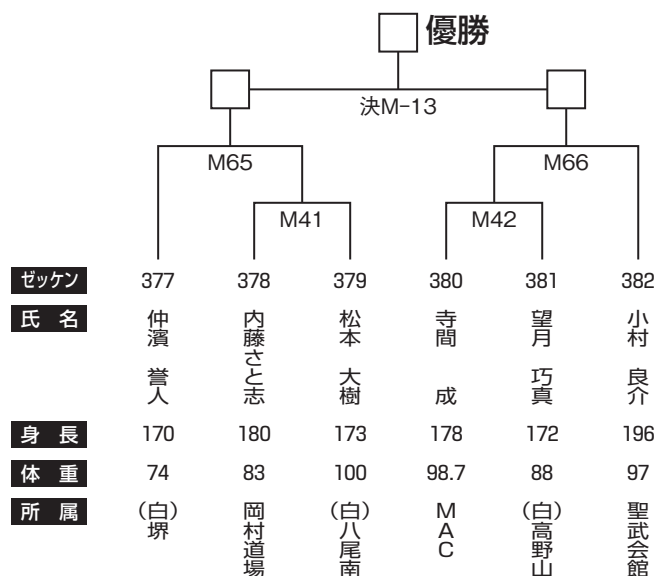 優勝
決M-13
M65
M66
M41
M42
ゼッケン 377 378 379 380 381 382
氏名 仲濱 誉人 内藤さと志 松本 大樹 寺間 成 望月 巧真 小村 良介
身長 170 180 173 178 172 196
体重 74 83 100 98.7 88 97
所属 (白)堺 岡村道場 (白)八尾南 MAC (白)高野山 聖武会館